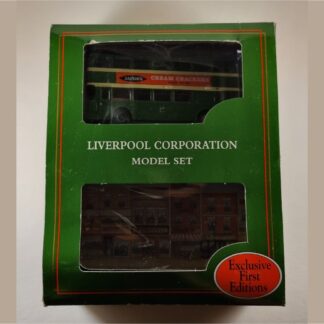 CREAM CRACKERS
LIVERPOOL CORPORATION
MODEL SET
Exclusive
First
Editions